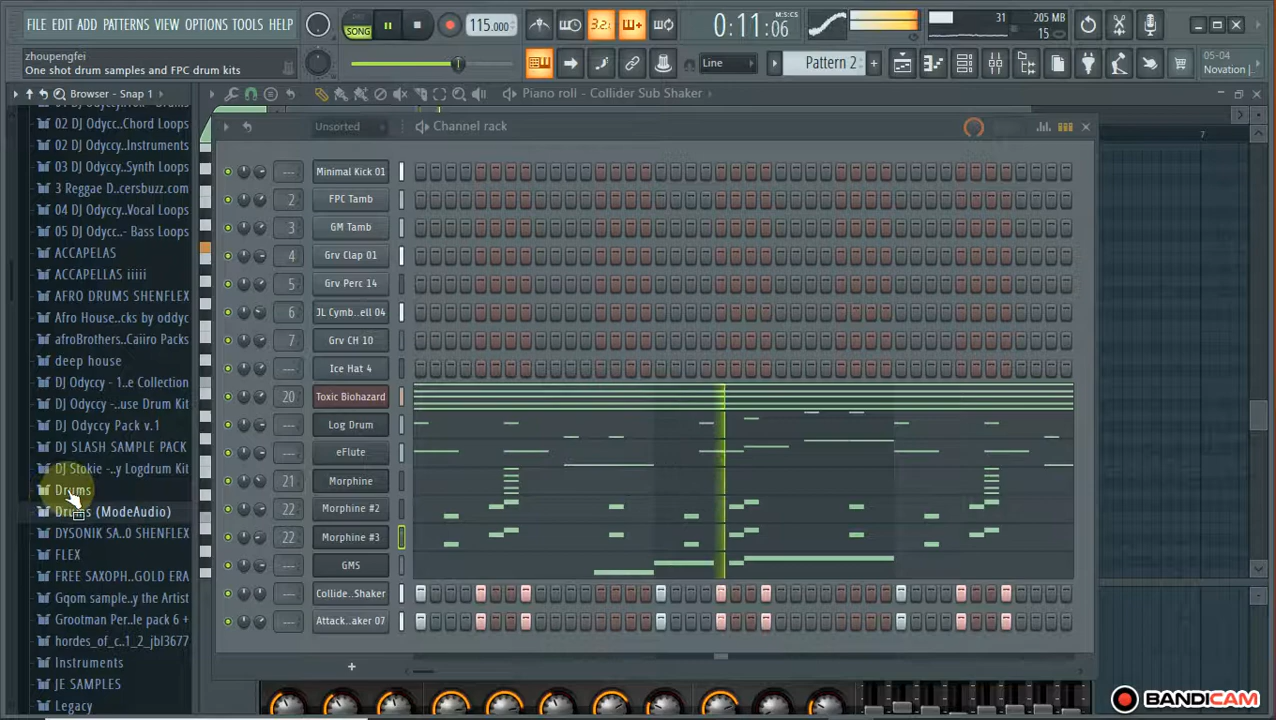 FILE EDIT ADD PATTERNS VIEW OPTIONS TOOLS HELP
SONG
115.000
3.2.
0:11:06
M:S:CS
31
205 MB
15
zhoupengfei
One shot drum samples and FPC drum kits
Line
Pattern 2
05-04
Novation |..
Browser - Snap 1
Piano roll - Collider Sub Shaker
02 DJ Odycc..Chord Loops
02 DJ Odycc..Instruments
03 DJ Odycc..Synth Loops
3 Reggae D..cersbuzz.com
04 DJ Odycc..Vocal Loops
05 DJ Odycc..- Bass Loops
ACCAPELAS
ACCAPELLAS iiiii
AFRO DRUMS SHENFLEX
Afro House..cks by oddyc
afroBrothers..Caiiro Packs
deep house
DJ Odyccy - 1..e Collection
DJ Odyccy -..use Drum Kit
DJ Odyccy Pack v.1
DJ SLASH SAMPLE PACK
DJ Stokie -..y Logdrum Kit
Drums
Drums (ModeAudio)
DYSONIK SA..0 SHENFLEX
FLEX
FREE SAXOPH..GOLD ERA
Gqom sample..y the Artist
Grootman Per..le pack 6 +
hordes_of_c..1_2_jbl3677
Instruments
JE SAMPLES
Legacy
Unsorted
Channel rack
7
--- Minimal Kick 01
2 FPC Tamb
3 GM Tamb
4 Grv Clap 01
5 Grv Perc 14
6 JL Cymb..ell 04
7 Grv CH 10
--- Ice Hat 4
20 Toxic Biohazard
--- Log Drum
--- eFlute
21 Morphine
22 Morphine #2
22 Morphine #3
--- GMS
--- Collide..Shaker
--- Attack..aker 07
+
BANDICAM